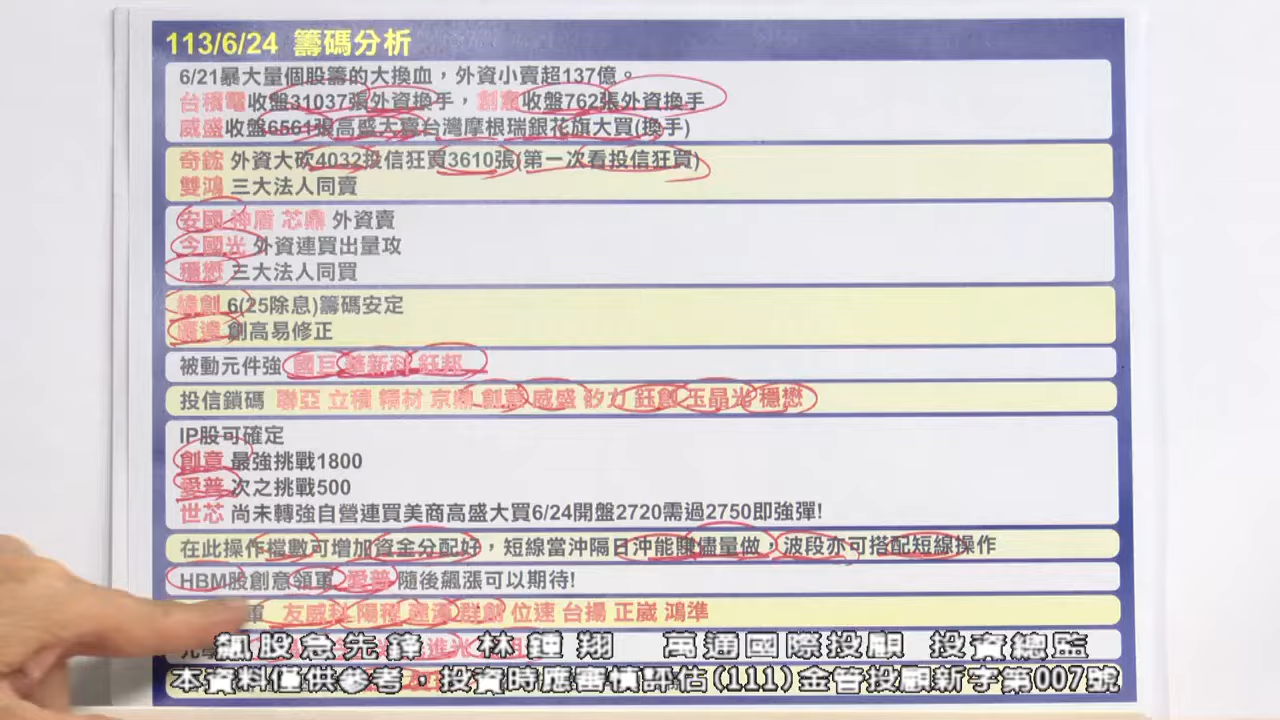 113/6/24 籌碼分析
6/21暴大量個股籌的大換血，外資小賣超137億。
台積電收盤31037張外資換手，創意收盤762張外資換手
威盛收盤6561張高盛大賣台灣摩根瑞銀花旗大買(換手)
奇鋐 外資大砍4032投信狂買3610張(第一次看投信狂買)
雙鴻 三大法人同賣
安國 神盾 芯鼎 外資賣
今國光 外資連買出量攻
穩懋 三大法人同買
緯創 6(25除息)籌碼安定
廣達 創高易修正
被動元件強 國巨 華新科 鈺邦
投信鎖碼 聯亞 立積 精材 京鼎 創意 威盛 矽力 鈺創 玉晶光 穩懋
IP股可確定
創意 最強挑戰1800
愛普 次之挑戰500
世芯 尚未轉強自營連買美商高盛大買6/24開盤2720需過2750即強彈!
在此操作檔數可增加資金分配好，短線當沖隔日沖能賺儘量做，波段亦可搭配短線操作
HBM股創意領軍 愛普 隨後飆漲可以期待!
軍 友威科 陽程 鑫澤 群創 位速 台揚 正崴 鴻準
進光
飆股急先鋒 林鍾翔 萬通國際投顧 投資總監
本資料僅供參考，投資時應審慎評估(111)金管投顧新字第007號